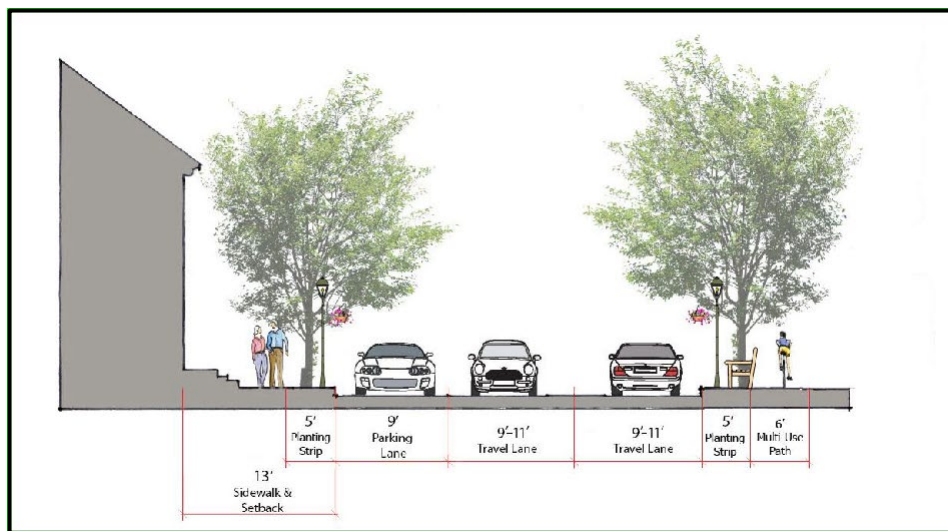 5'
Planting
Strip
9'
Parking
Lane
9'-11'
Travel Lane
9'-11'
Travel Lane
5'
Planting
Strip
6'
Multi Use
Path
13'
Sidewalk &
Setback